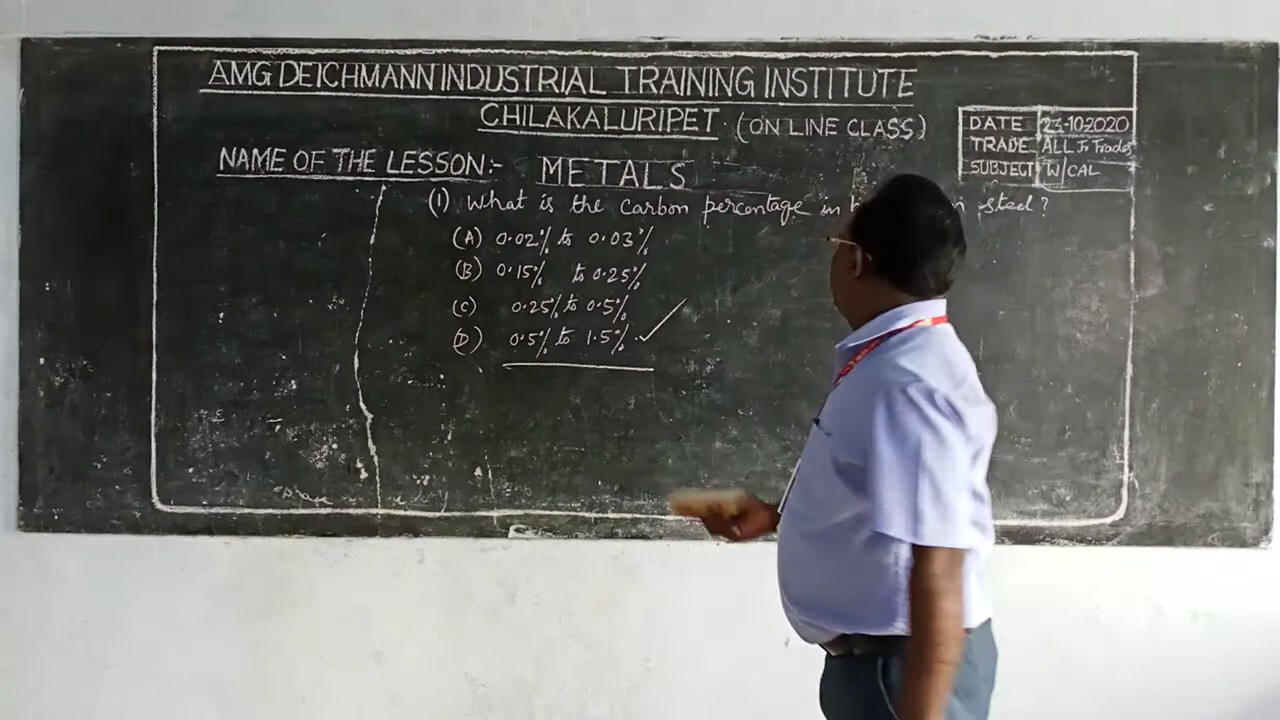 AMG DEICHMANN INDUSTRIAL TRAINING INSTITUTE
CHILAKALURIPET. (ON LINE CLASS)
DATE 23-10-2020
TRADE ALL Ir Trades
SUBJECT W/CAL
NAME OF THE LESSON:- METALS
(1) What is the carbon percentage in steel?
(A) 0.02% to 0.03%
(B) 0.15% to 0.25%
(C) 0.25% to 0.5%
(D) 0.5% to 1.5%